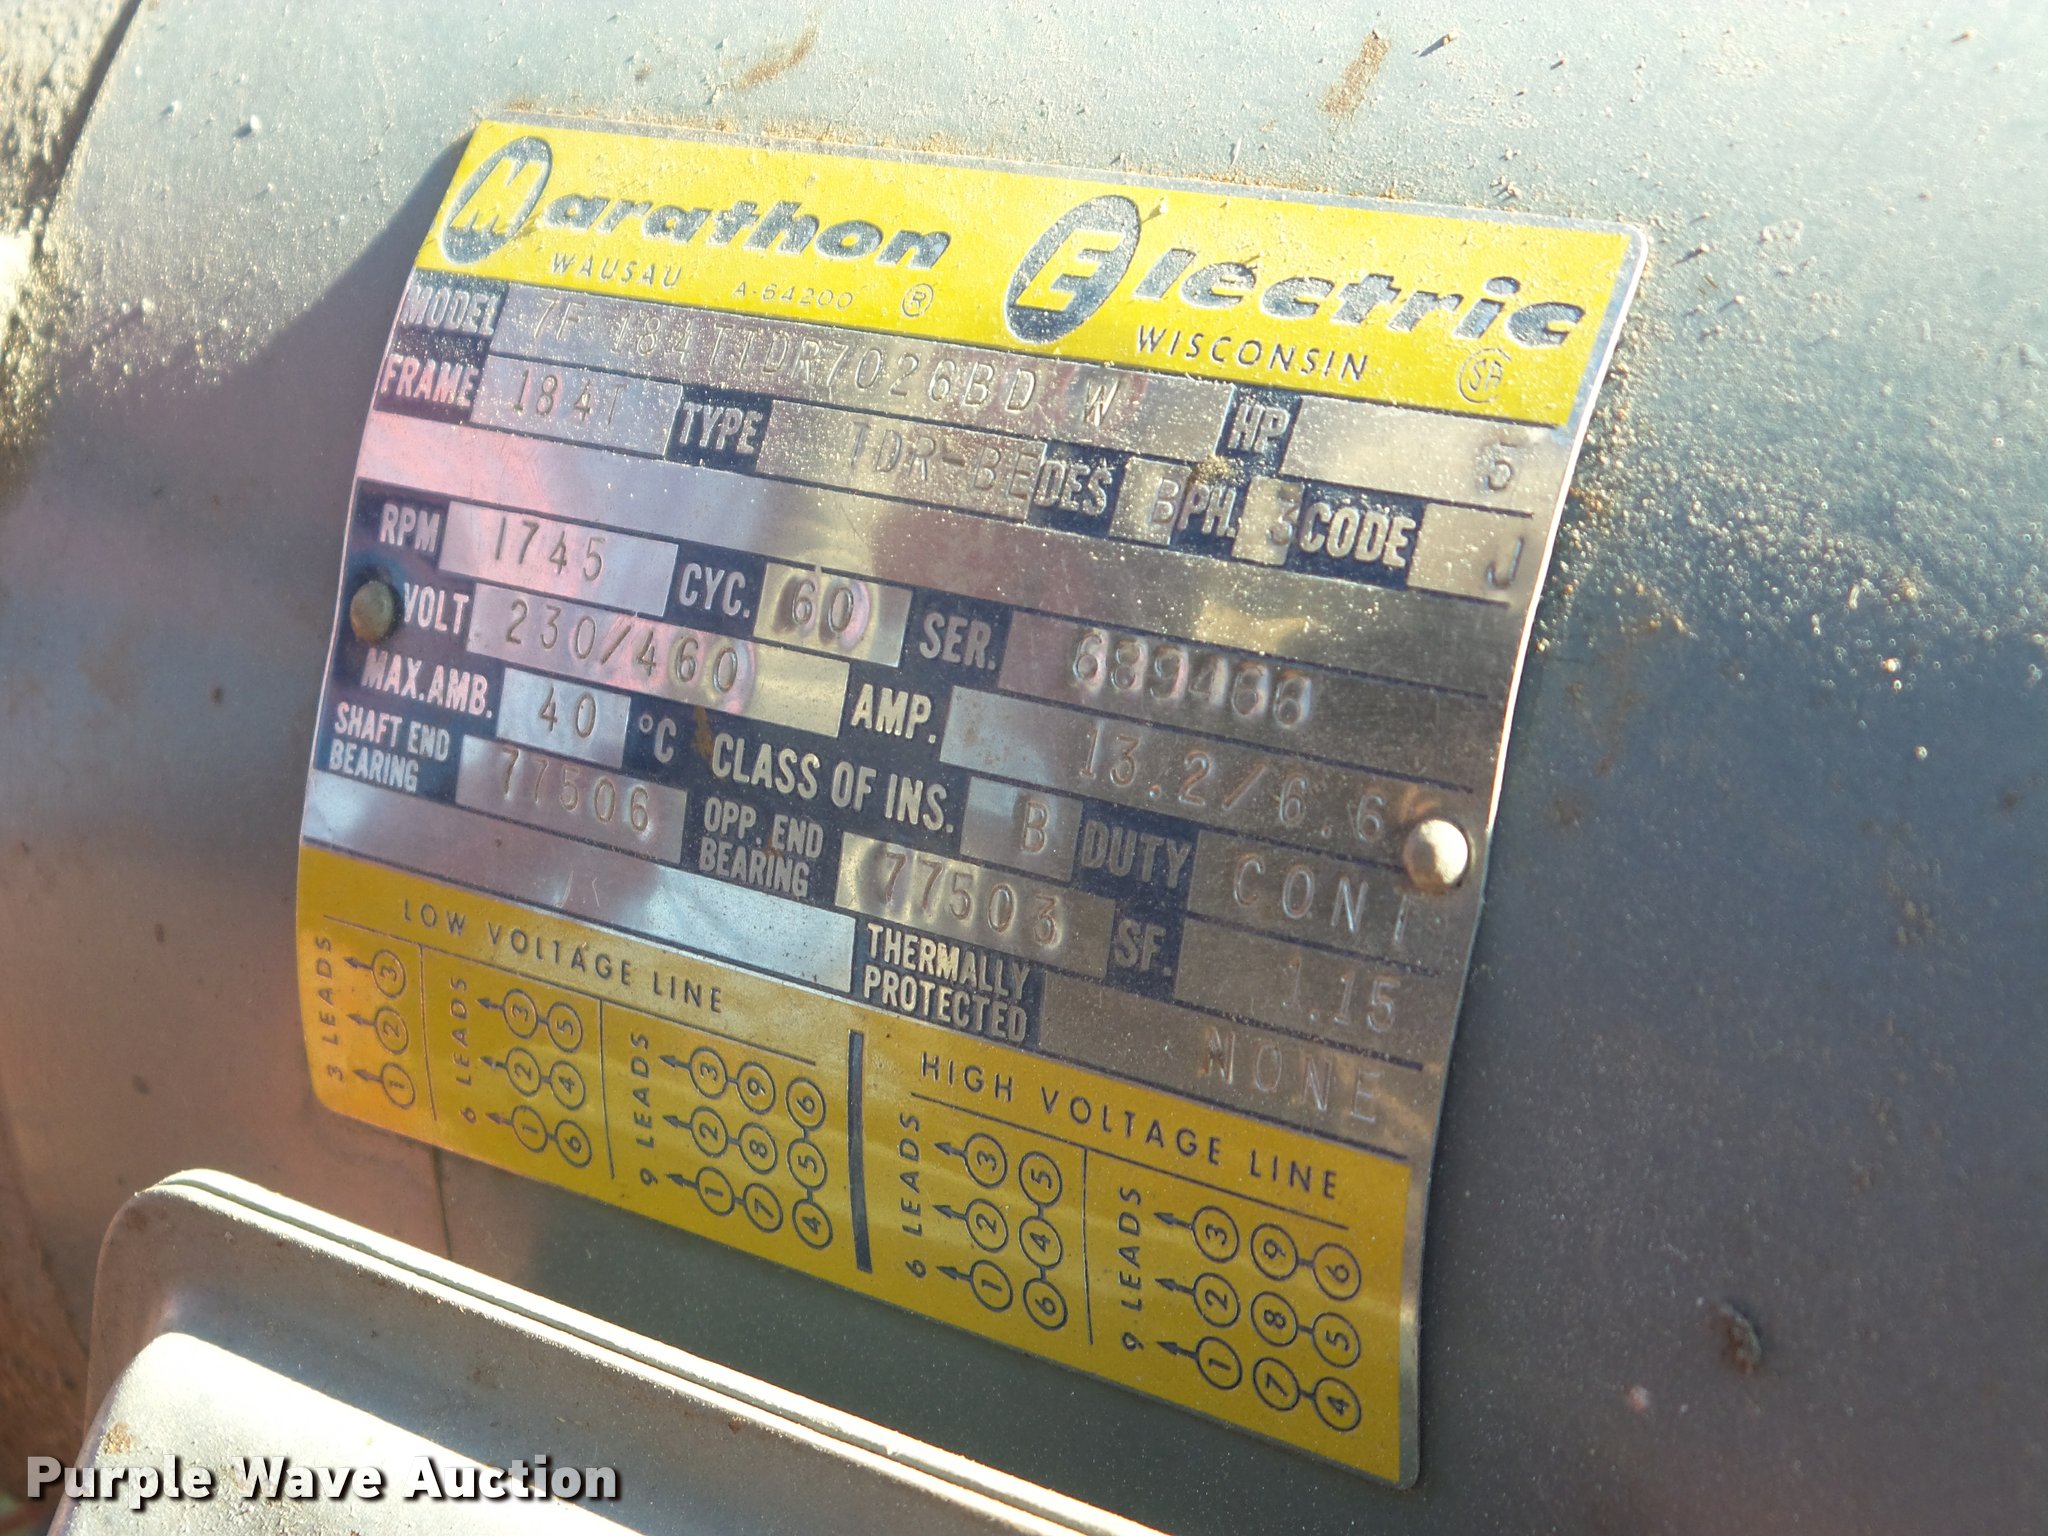 Marathon Electric
WAUSAU A-64200 ® WISCONSIN SA
MODEL 7F 184TTDR7026BD W HP 5
FRAME 184T TYPE TDR-BE DES B PH. 3 CODE J
RPM 1745 CYC. 60 SER.
VOLT 230/460 AMP. 13.2/6.6
MAX. AMB. 40 °C CLASS OF INS. B DUTY CONT
SHAFT END BEARING 77506 OPP. END BEARING 77503 SF. 1.15
THERMALLY PROTECTED NONE
LOW VOLTAGE LINE
3 LEADS
1 2 3
6 LEADS
1 2 3
6 4 5
9 LEADS
1 2 3
7 8 9
4 5 6
HIGH VOLTAGE LINE
6 LEADS
1 2 3
6 4 5
9 LEADS
1 2 3
7 8 9
4 5 6
Purple Wave Auction